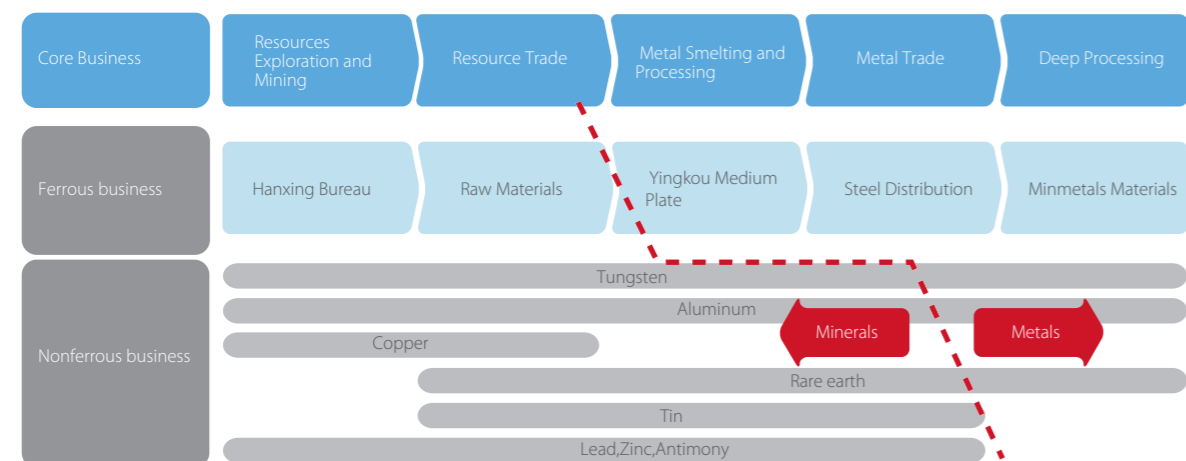 Core Business
Resources
Exploration and
Mining
Resource Trade
Metal Smelting and
Processing
Metal Trade
Deep Processing
Ferrous business
Hanxing Bureau
Raw Materials
Yingkou Medium
Plate
Steel Distribution
Minmetals Materials
Nonferrous business
Tungsten
Aluminum
Minerals
Metals
Copper
Rare earth
Tin
Lead,Zinc,Antimony